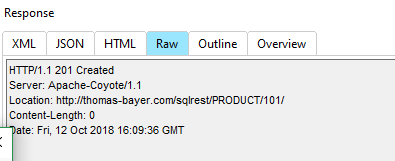 Response
XML JSON HTML Raw Outline Overview
HTTP/1.1 201 Created
Server: Apache-Coyote/1.1
Location: http://thomas-bayer.com/sqlrest/PRODUCT/101/
Content-Length: 0
Date: Fri, 12 Oct 2018 16:09:36 GMT